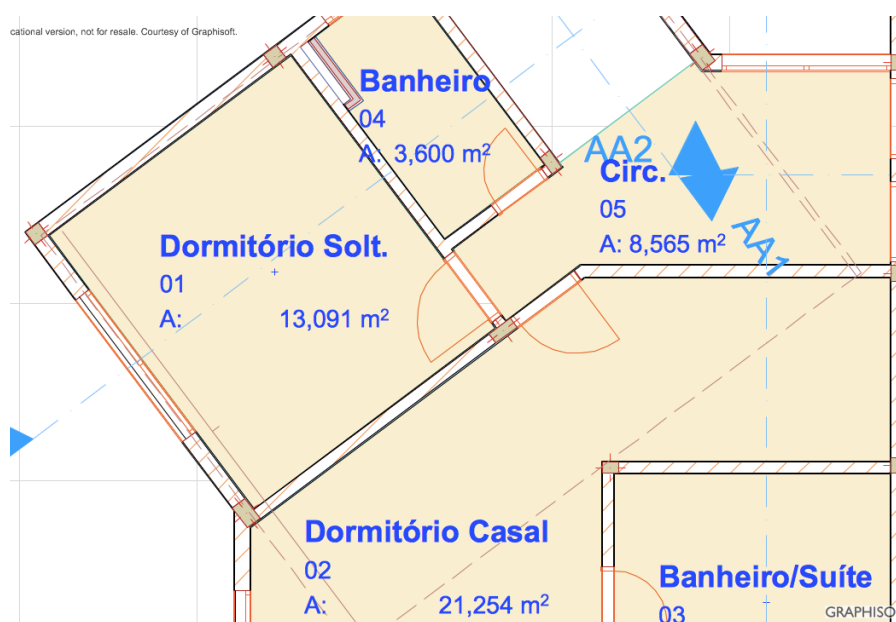 cational version, not for resale. Courtesy of Graphisoft.
Banheiro
04
A: 3,600 m²
AA2
Circ.
05
A: 8,565 m²
AA1
Dormitório Solt.
01
A: 13,091 m²
Dormitório Casal
02
A: 21,254 m²
Banheiro/Suíte
03
GRAPHISO